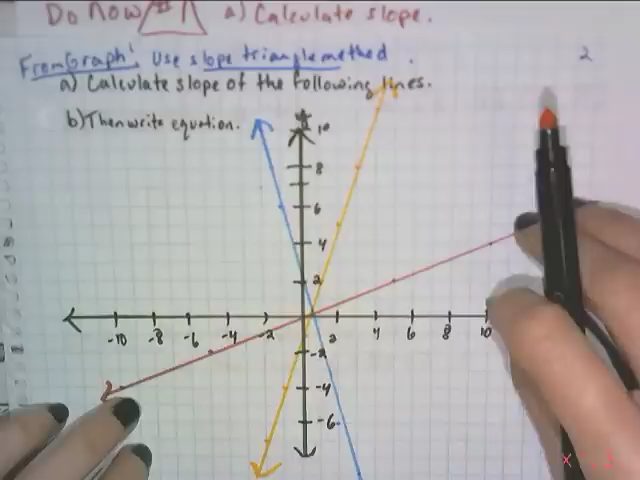 Do Now #1 a) Calculate slope.
From Graph! Use slope triangle method.
2
a) Calculate slope of the following lines.
b) Then write equation.
10
8
6
4
2
-10 -8 -6 -4 -2 2 4 6 8 10
-2
-4
-6